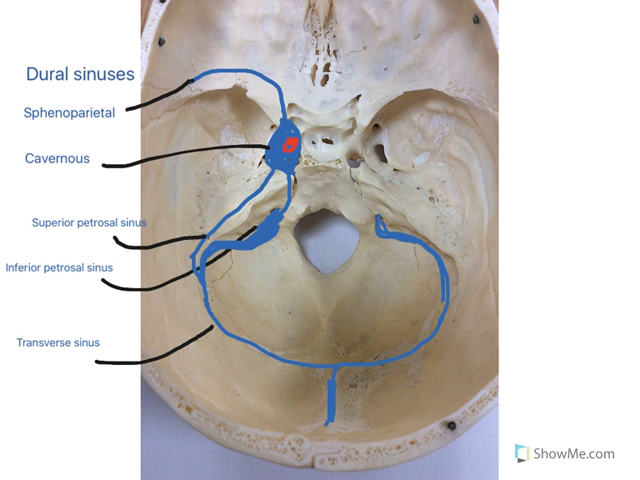 Dural sinuses
Sphenoparietal
Cavernous
Superior petrosal sinus
Inferior petrosal sinus
Transverse sinus
ShowMe.com